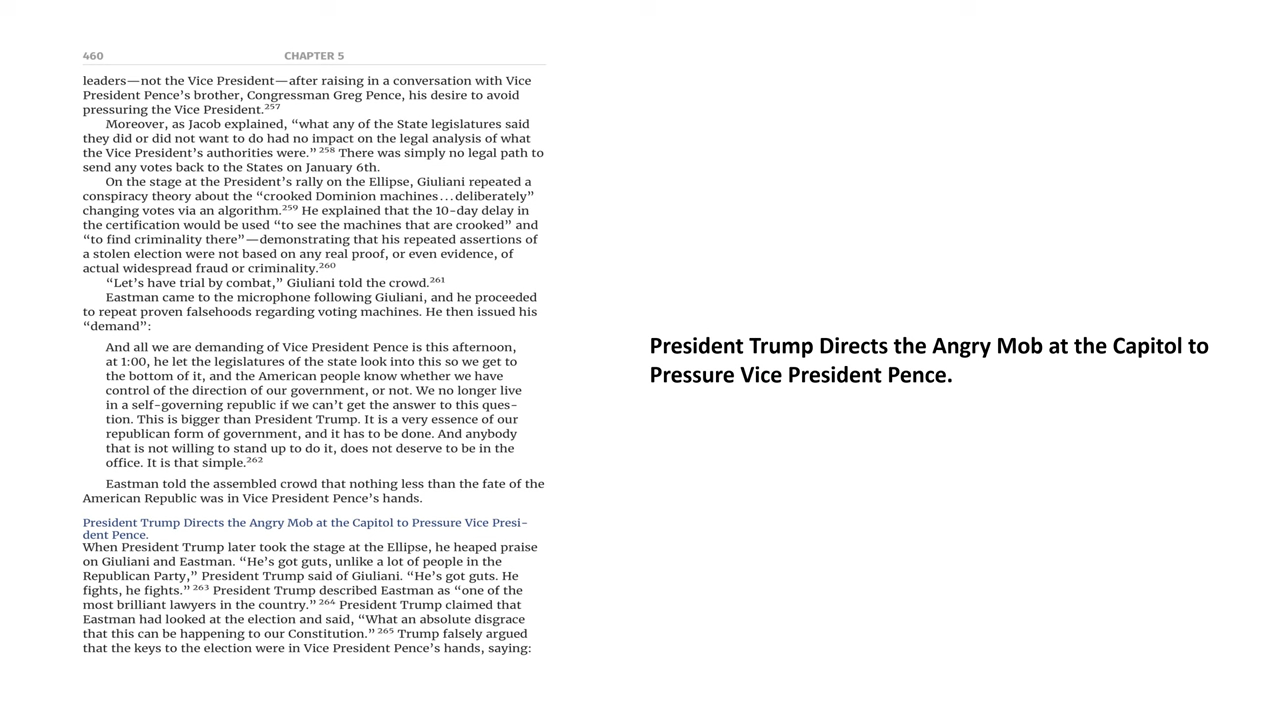 460 CHAPTER 5
leaders—not the Vice President—after raising in a conversation with Vice
President Pence’s brother, Congressman Greg Pence, his desire to avoid
pressuring the Vice President.²⁵⁷
Moreover, as Jacob explained, “what any of the State legislatures said
they did or did not want to do had no impact on the legal analysis of what
the Vice President’s authorities were.” ²⁵⁸ There was simply no legal path to
send any votes back to the States on January 6th.
On the stage at the President’s rally on the Ellipse, Giuliani repeated a
conspiracy theory about the “crooked Dominion machines...deliberately”
changing votes via an algorithm.²⁵⁹ He explained that the 10-day delay in
the certification would be used “to see the machines that are crooked” and
“to find criminality there”—demonstrating that his repeated assertions of
a stolen election were not based on any real proof, or even evidence, of
actual widespread fraud or criminality.²⁶⁰
“Let’s have trial by combat,” Giuliani told the crowd.²⁶¹
Eastman came to the microphone following Giuliani, and he proceeded
to repeat proven falsehoods regarding voting machines. He then issued his
“demand”:
And all we are demanding of Vice President Pence is this afternoon,
at 1:00, he let the legislatures of the state look into this so we get to
the bottom of it, and the American people know whether we have
control of the direction of our government, or not. We no longer live
in a self-governing republic if we can’t get the answer to this ques-
tion. This is bigger than President Trump. It is a very essence of our
republican form of government, and it has to be done. And anybody
that is not willing to stand up to do it, does not deserve to be in the
office. It is that simple.²⁶²
Eastman told the assembled crowd that nothing less than the fate of the
American Republic was in Vice President Pence’s hands.
President Trump Directs the Angry Mob at the Capitol to Pressure Vice Presi-
dent Pence.
When President Trump later took the stage at the Ellipse, he heaped praise
on Giuliani and Eastman. “He’s got guts, unlike a lot of people in the
Republican Party,” President Trump said of Giuliani. “He’s got guts. He
fights, he fights.” ²⁶³ President Trump described Eastman as “one of the
most brilliant lawyers in the country.” ²⁶⁴ President Trump claimed that
Eastman had looked at the election and said, “What an absolute disgrace
that this can be happening to our Constitution.” ²⁶⁵ Trump falsely argued
that the keys to the election were in Vice President Pence’s hands, saying:
President Trump Directs the Angry Mob at the Capitol to
Pressure Vice President Pence.